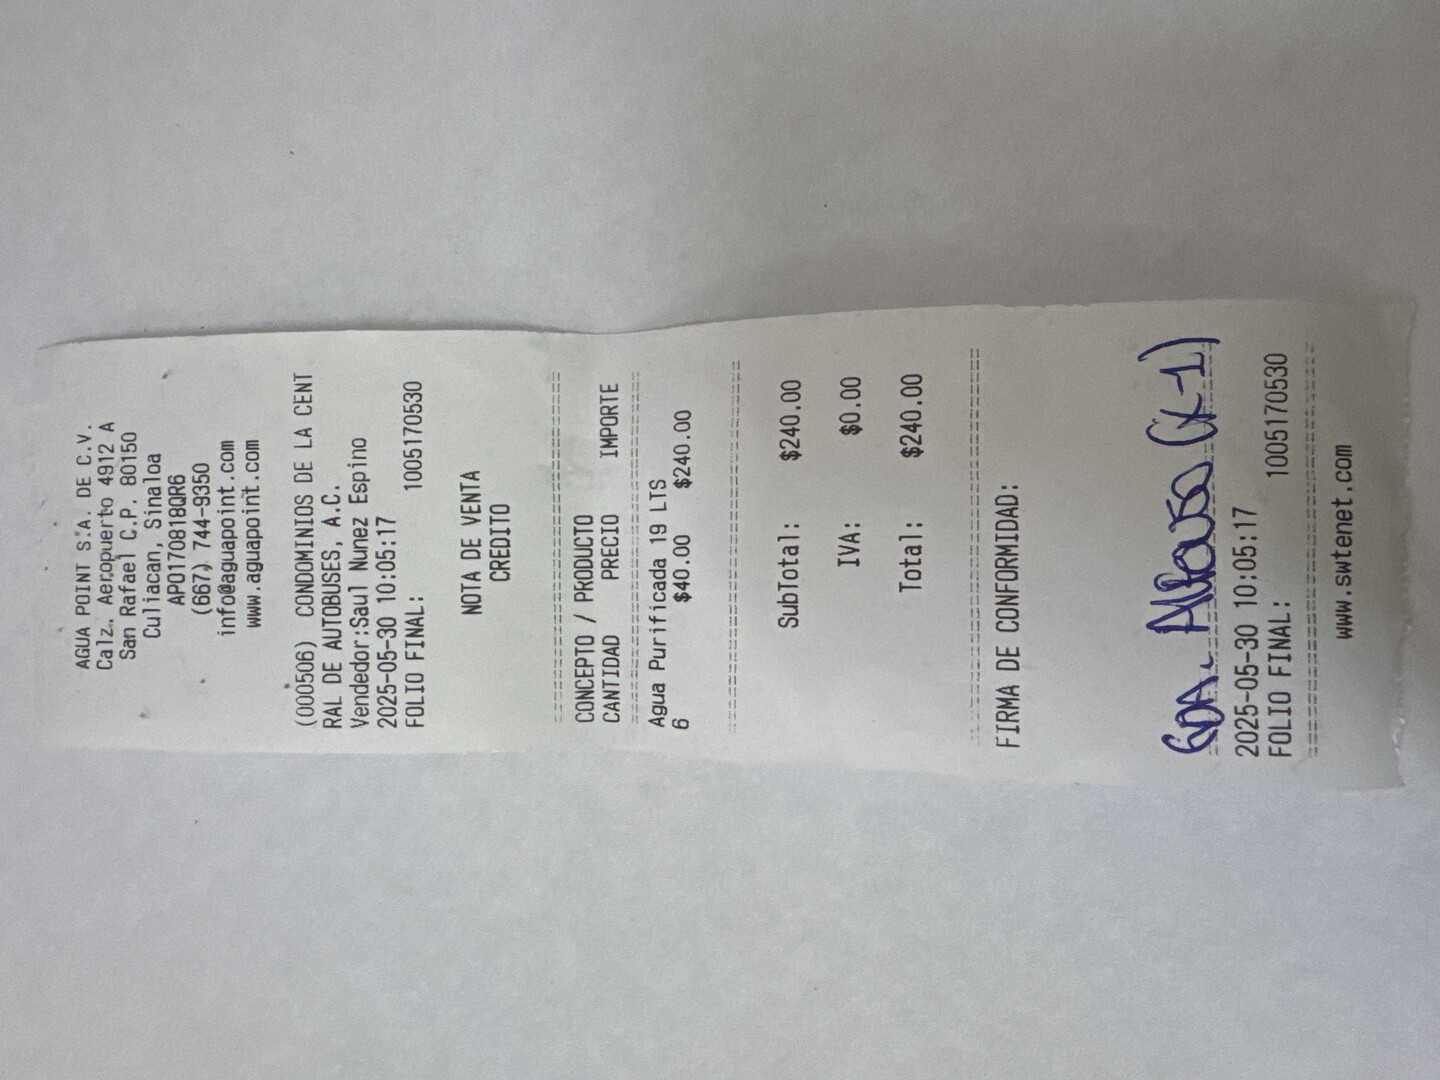 AGUA POINT S.A. DE C.V.
Calz. Aeropuerto 4912 A
San Rafael C.P. 80150
Culiacan, Sinaloa
APO170818QR6
(667) 744-9350
info@aguapoint.com
www.aguapoint.com
(000506) CONDOMINIOS DE LA CENT
RAL DE AUTOBUSES, A.C.
Vendedor:Saul Nunez Espino
2025-05-30 10:05:17
FOLIO FINAL: 1005170530
NOTA DE VENTA
CREDITO
CONCEPTO / PRODUCTO
CANTIDAD PRECIO IMPORTE
Agua Purificada 19 LTS
6 $40.00 $240.00
SubTotal: $240.00
IVA: $0.00
Total: $240.00
FIRMA DE CONFORMIDAD:
2025-05-30 10:05:17
FOLIO FINAL: 1005170530
www.swtenet.com